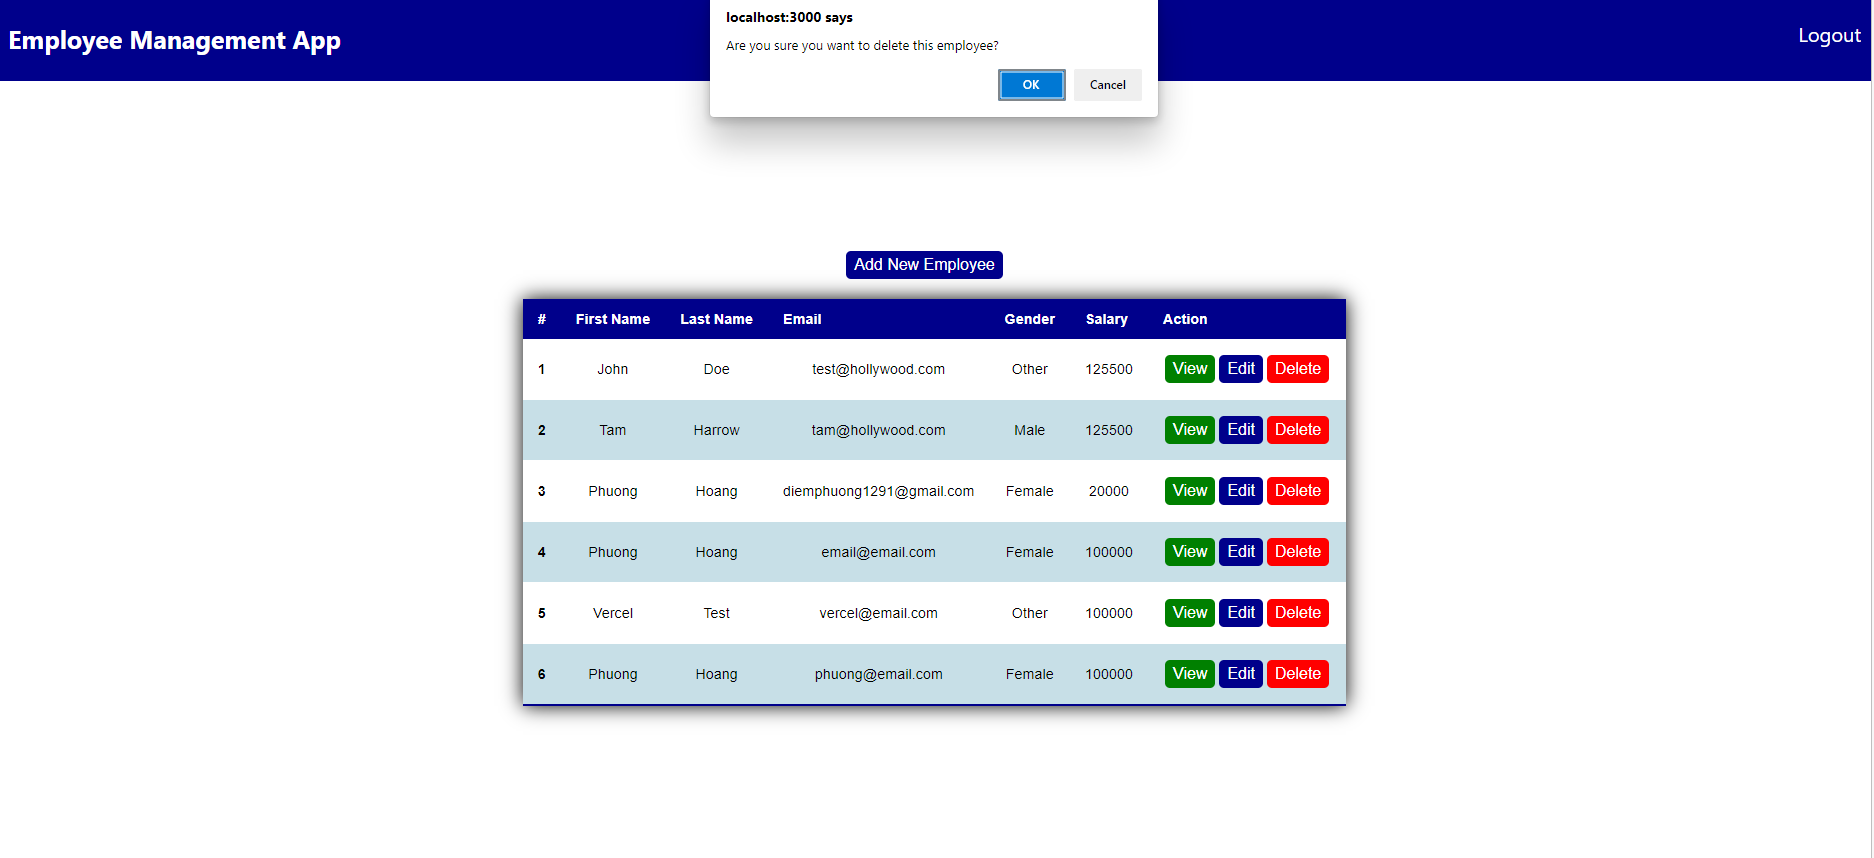 Employee Management App
Logout
localhost:3000 says
Are you sure you want to delete this employee?
OK Cancel
Add New Employee
# First Name Last Name Email Gender Salary Action
1 John Doe test@hollywood.com Other 125500 View Edit Delete
2 Tam Harrow tam@hollywood.com Male 125500 View Edit Delete
3 Phuong Hoang diemphuong1291@gmail.com Female 20000 View Edit Delete
4 Phuong Hoang email@email.com Female 100000 View Edit Delete
5 Vercel Test vercel@email.com Other 100000 View Edit Delete
6 Phuong Hoang phuong@email.com Female 100000 View Edit Delete